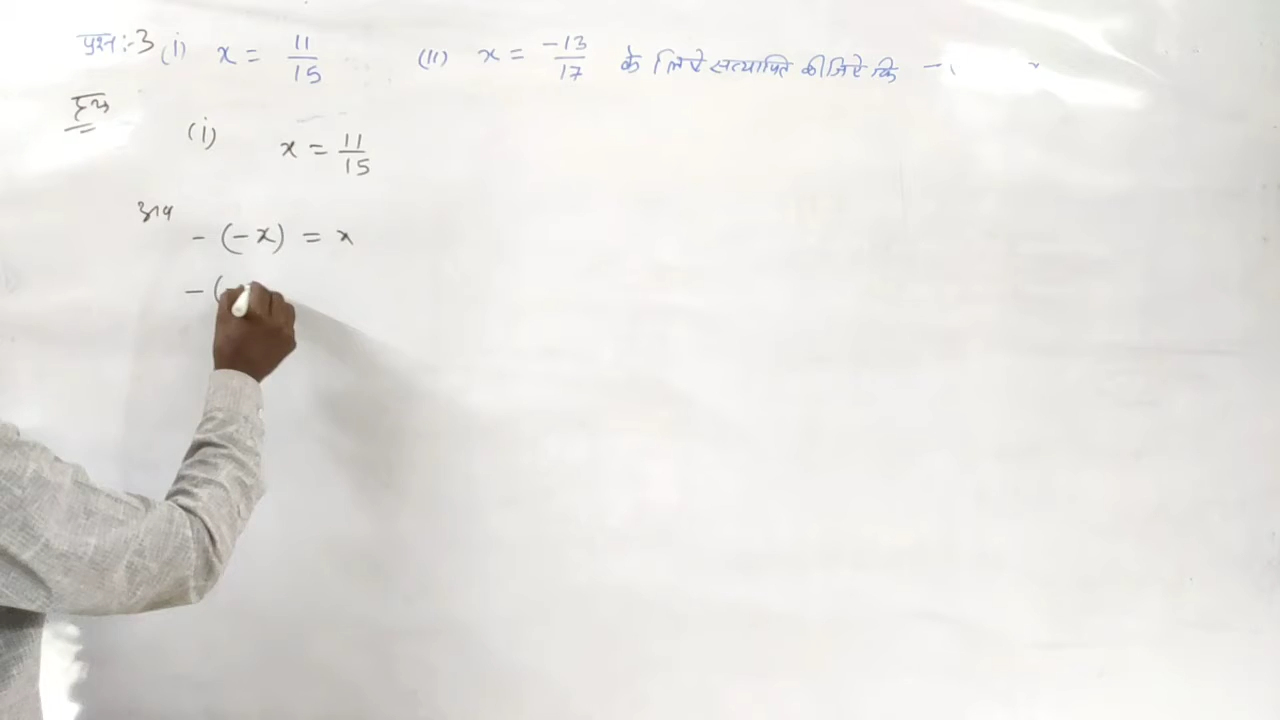 प्रश्न:-3 (i) x = 11/15 (ii) x = -13/17 के लिऐ सत्यापित कीजिऐ कि -(
हल
(i) x = 11/15
अब
- (-x) = x
- (-